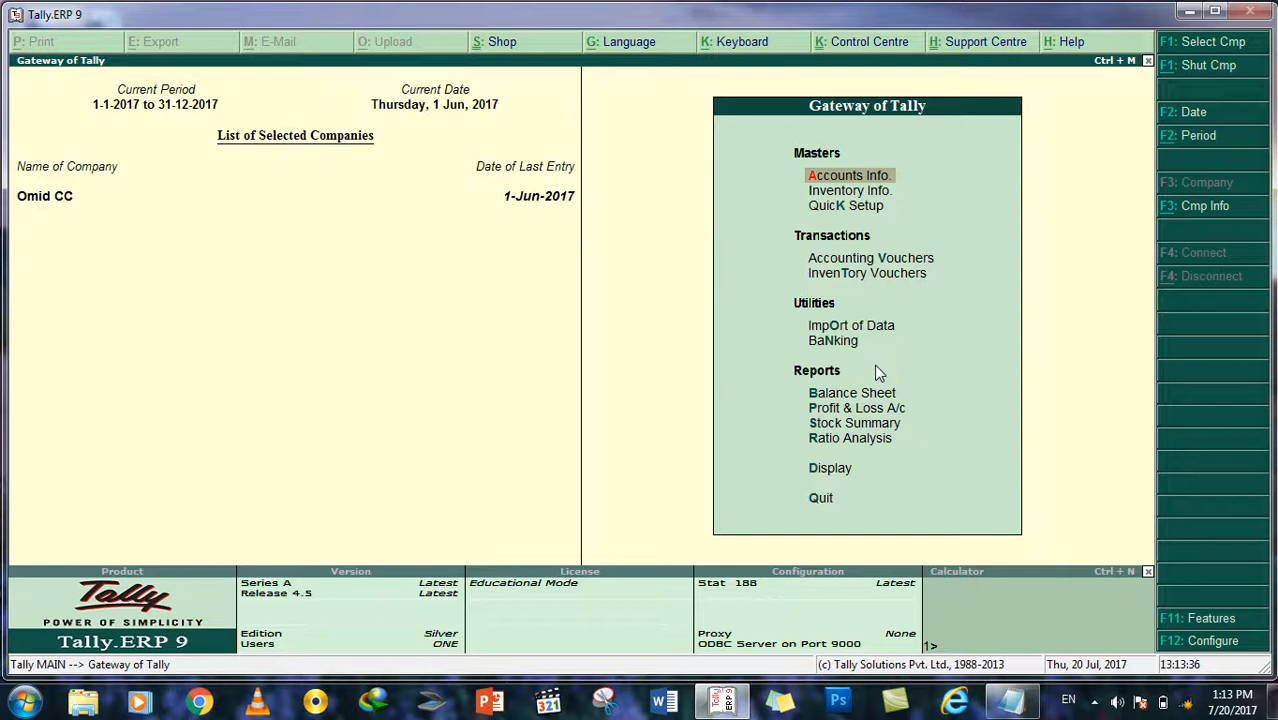 Tally.ERP 9
P: Print
E: Export
M: E-Mail
O: Upload
S: Shop
G: Language
K: Keyboard
K: Control Centre
H: Support Centre
H: Help
F1: Select Cmp
Gateway of Tally
Ctrl + M
F1: Shut Cmp
Current Period
1-1-2017 to 31-12-2017
Current Date
Thursday, 1 Jun, 2017
List of Selected Companies
Name of Company
Date of Last Entry
Omid CC
1-Jun-2017
Gateway of Tally
Masters
Accounts Info.
Inventory Info.
QuicK Setup
Transactions
Accounting Vouchers
InvenTory Vouchers
Utilities
ImpOrt of Data
BaNking
Reports
Balance Sheet
Profit & Loss A/c
Stock Summary
Ratio Analysis
Display
Quit
F2: Date
F2: Period
F3: Company
F3: Cmp Info
F4: Connect
F4: Disconnect
F11: Features
F12: Configure
Product
Tally
POWER OF SIMPLICITY
Tally.ERP 9
Version
Series A Latest
Release 4.5 Latest
Edition Silver
Users ONE
License
Educational Mode
Configuration
Stat 188 Latest
Proxy None
ODBC Server on Port 9000
Calculator
Ctrl + N
1>
Tally MAIN --> Gateway of Tally
(c) Tally Solutions Pvt. Ltd., 1988-2013
Thu, 20 Jul, 2017
13:13:36
321
Tally
ERP 9
Ps
EN
1:13 PM
7/20/2017